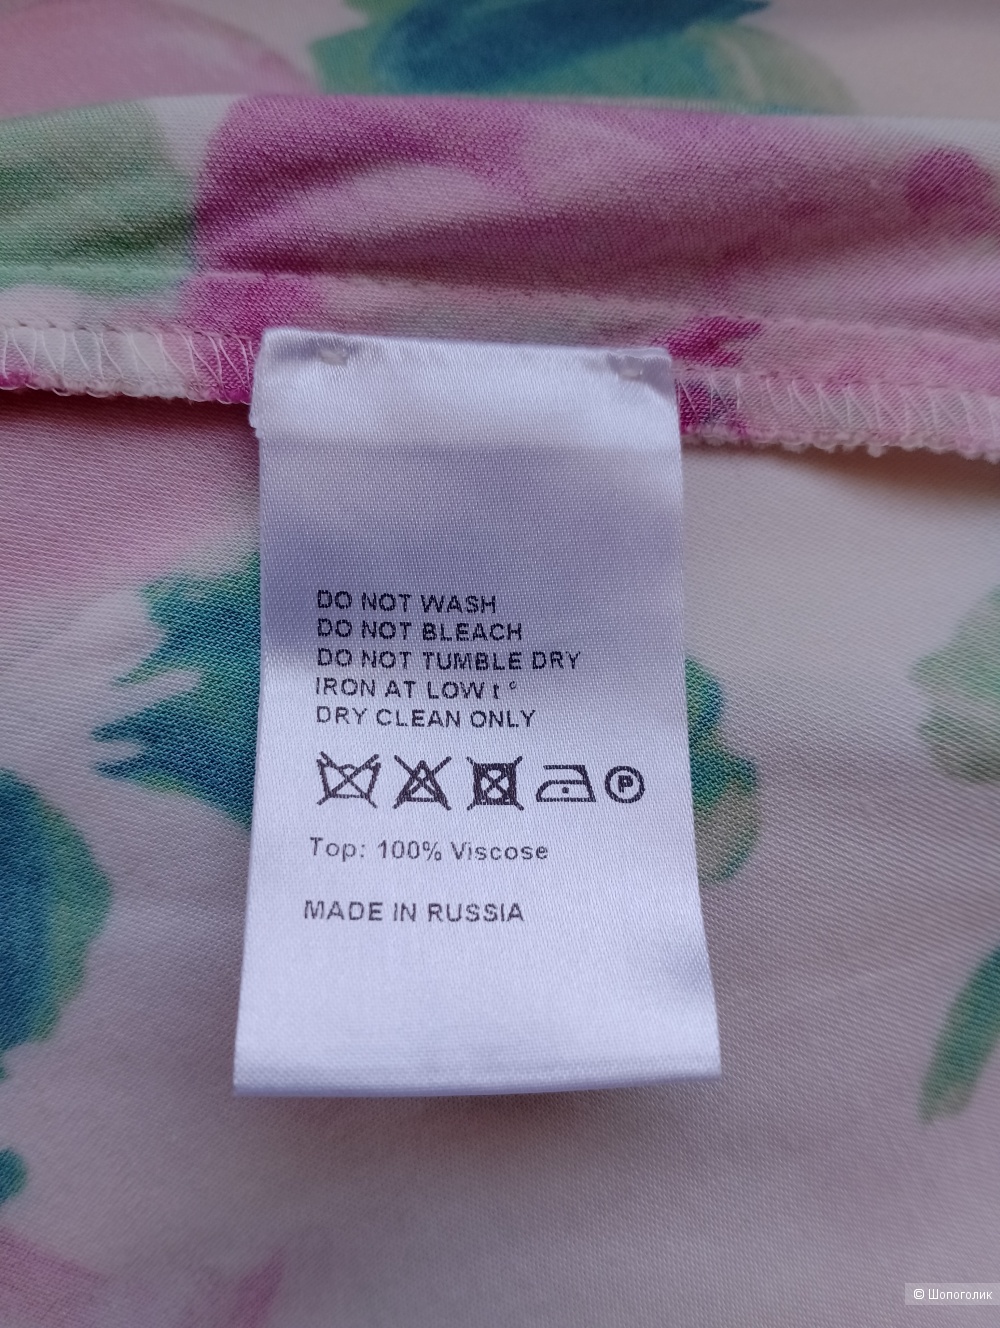 DO NOT WASH
DO NOT BLEACH
DO NOT TUMBLE DRY
IRON AT LOW t °
DRY CLEAN ONLY
P
Top: 100% Viscose
MADE IN RUSSIA
© Шопоголик